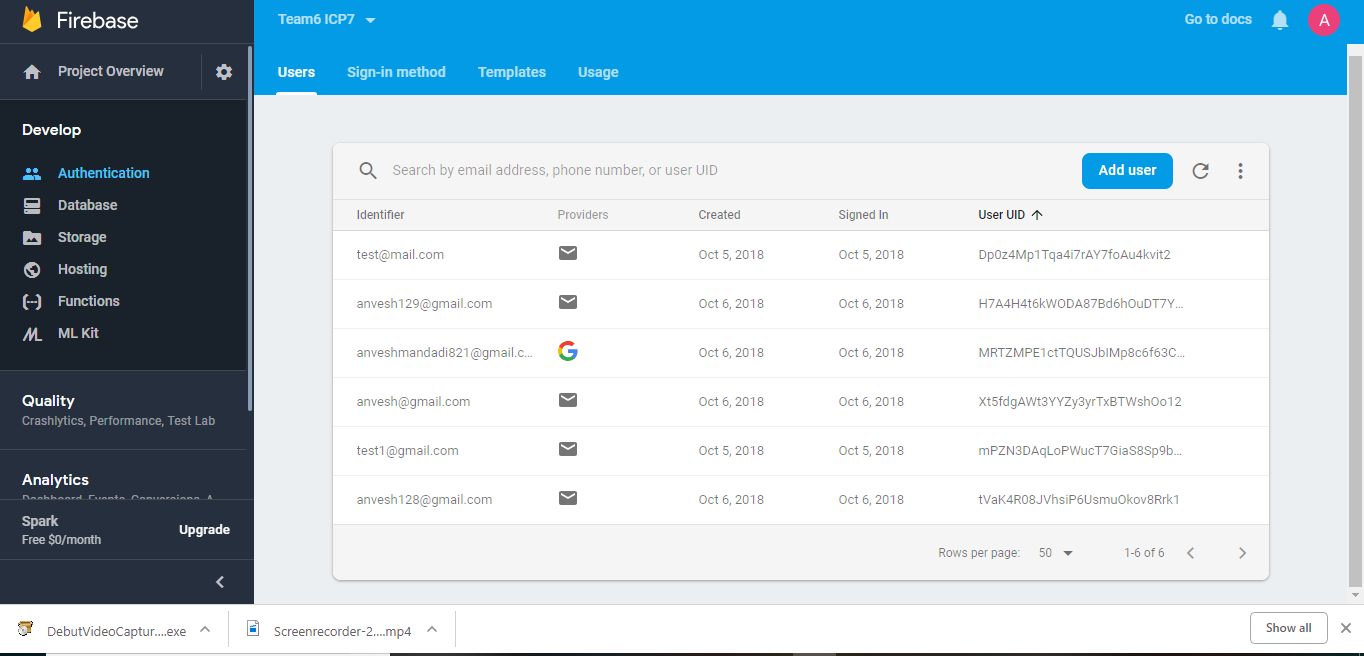 Firebase
Team6 ICP7
Go to docs
A
Project Overview
Users Sign-in method Templates Usage
Develop
Authentication
Database
Storage
Hosting
Functions
ML Kit
Quality
Crashlytics, Performance, Test Lab
Analytics
Dashboard, Events, Conversions, A
Spark
Free $0/month
Upgrade
Search by email address, phone number, or user UID
Add user
Identifier Providers Created Signed In User UID
test@mail.com Oct 5, 2018 Oct 5, 2018 Dp0z4Mp1Tqa4i7rAY7foAu4kvit2
anvesh129@gmail.com Oct 6, 2018 Oct 6, 2018 H7A4H4t6kWODA87Bd6hOuDT7Y...
anveshmandadi821@gmail.c... Oct 6, 2018 Oct 6, 2018 MRTZMPE1ctTQUSJbIMp8c6f63C...
anvesh@gmail.com Oct 6, 2018 Oct 6, 2018 Xt5fdgAWt3YYZy3yrTxBTWshOo12
test1@gmail.com Oct 5, 2018 Oct 5, 2018 mPZN3DAqLoPWucT7GiaS8Sp9b...
anvesh128@gmail.com Oct 6, 2018 Oct 6, 2018 tVaK4R08JVhsiP6UsmuOkov8Rrk1
Rows per page: 50 1-6 of 6
DebutVideoCaptur....exe
Screenrecorder-2....mp4
Show all